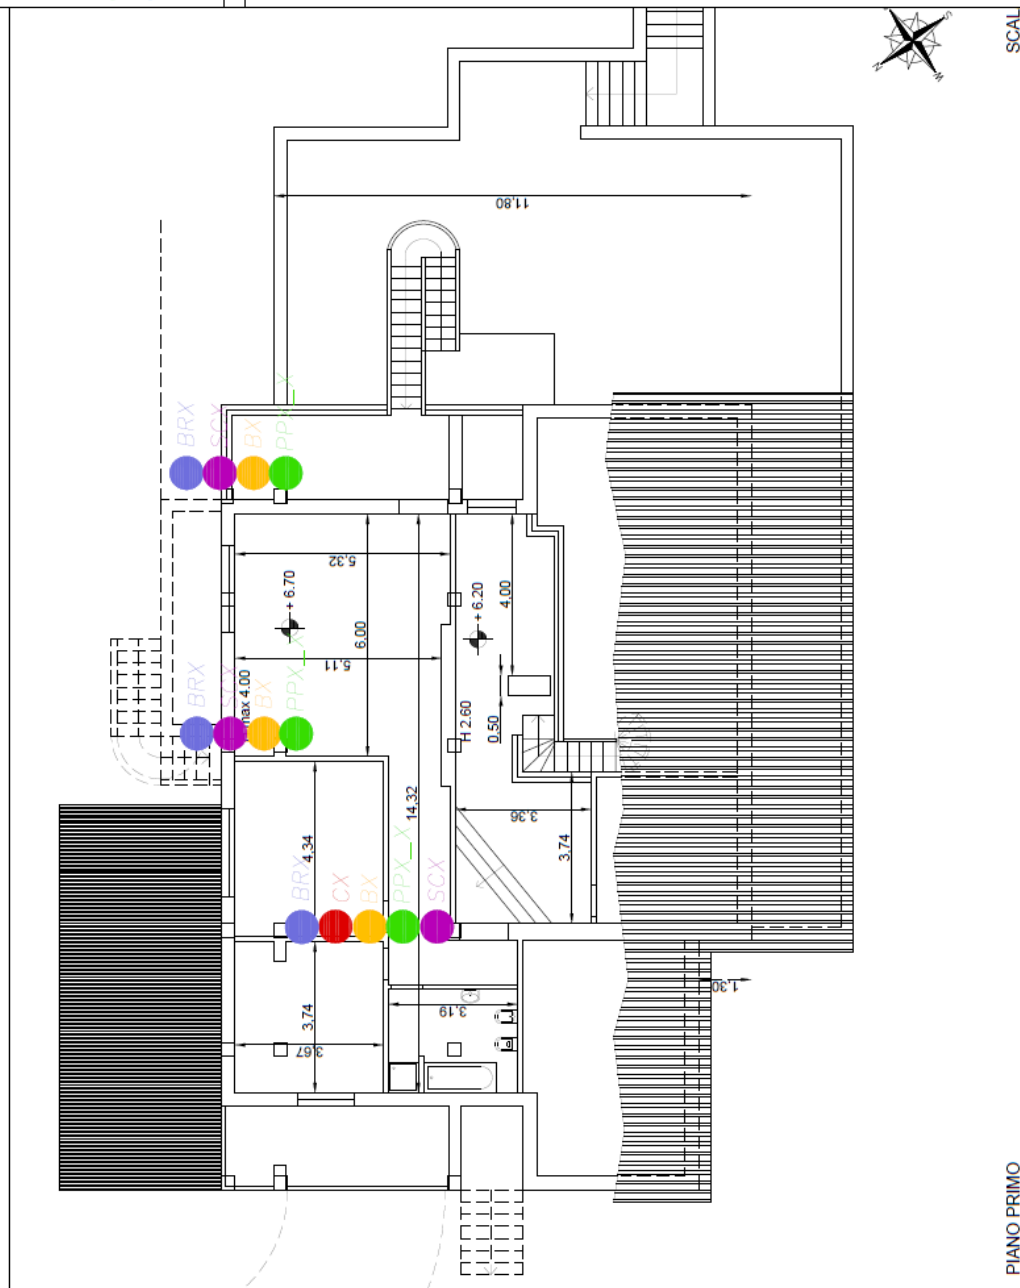 SCAL
S
N
W
11,80
BRX
SCX
BX
PPX_X
5,32
+ 6.70
+ 6.20
4,00
6,00
5,11
BRX
SCX
BX
PPX_X
max 4.00
H 2.60
0,50
14,32
3,36
3,74
4,34
BRX
CX
BX
PPX_X
SCX
1,30
3,19
3,74
3,67
PIANO PRIMO